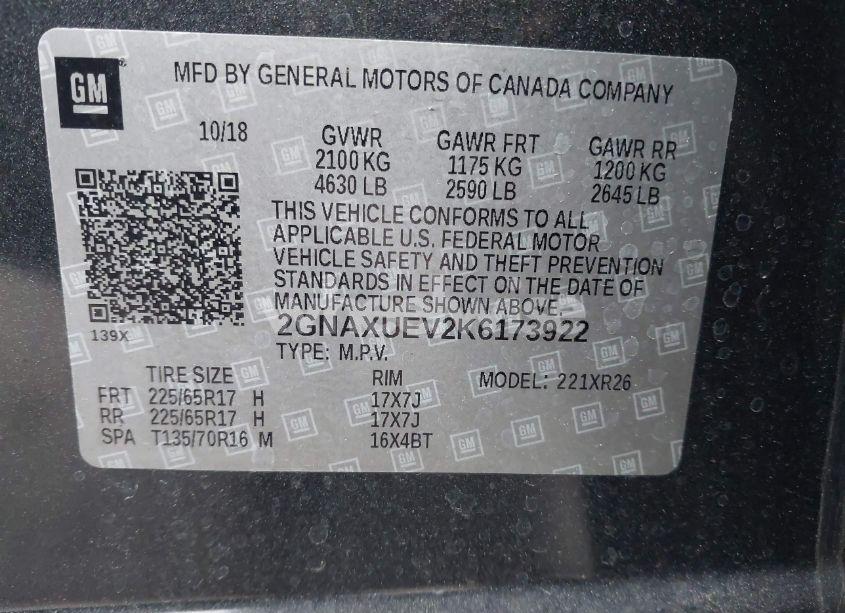 GM
MFD BY GENERAL MOTORS OF CANADA COMPANY
10/18
GVWR GAWR FRT GAWR RR
2100 KG 1175 KG 1200 KG
4630 LB 2590 LB 2645 LB
THIS VEHICLE CONFORMS TO ALL
APPLICABLE U.S. FEDERAL MOTOR
VEHICLE SAFETY AND THEFT PREVENTION
STANDARDS IN EFFECT ON THE DATE OF
MANUFACTURE SHOWN ABOVE.
139X
2GNAXUEV2K6173922
TYPE: M.P.V.
TIRE SIZE RIM MODEL: 221XR26
FRT 225/65R17 H 17X7J
RR 225/65R17 H 17X7J
SPA T135/70R16 M 16X4BT